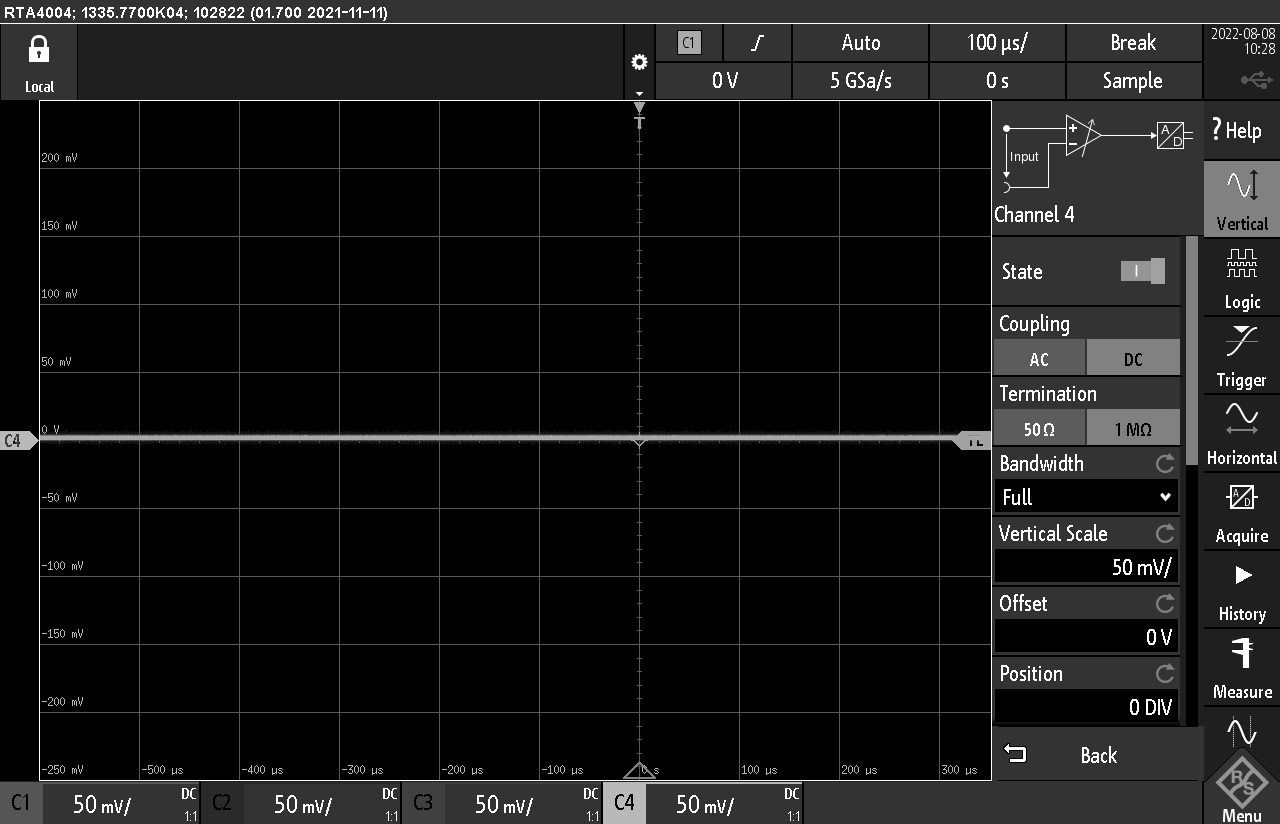 RTA4004; 1335.7700K04; 102822 (01.700 2021-11-11)
Local
C1
Auto
100 µs/
Break
2022-08-08
10:28
0 V
5 GSa/s
0 s
Sample
T
200 mV
150 mV
100 mV
50 mV
0 V
-50 mV
-100 mV
-150 mV
-200 mV
-250 mV
C4
TL
-500 µs
-400 µs
-300 µs
-200 µs
-100 µs
0 s
100 µs
200 µs
300 µs
Input
+
−
A
D
Channel 4
State
I
Coupling
AC
DC
Termination
50 Ω
1 MΩ
Bandwidth
Full
Vertical Scale
50 mV/
Offset
0 V
Position
0 DIV
Back
? Help
Vertical
Logic
Trigger
Horizontal
A/D
Acquire
History
Measure
R S
Menu
C1 50 mV/ DC 1:1
C2 50 mV/ DC 1:1
C3 50 mV/ DC 1:1
C4 50 mV/ DC 1:1